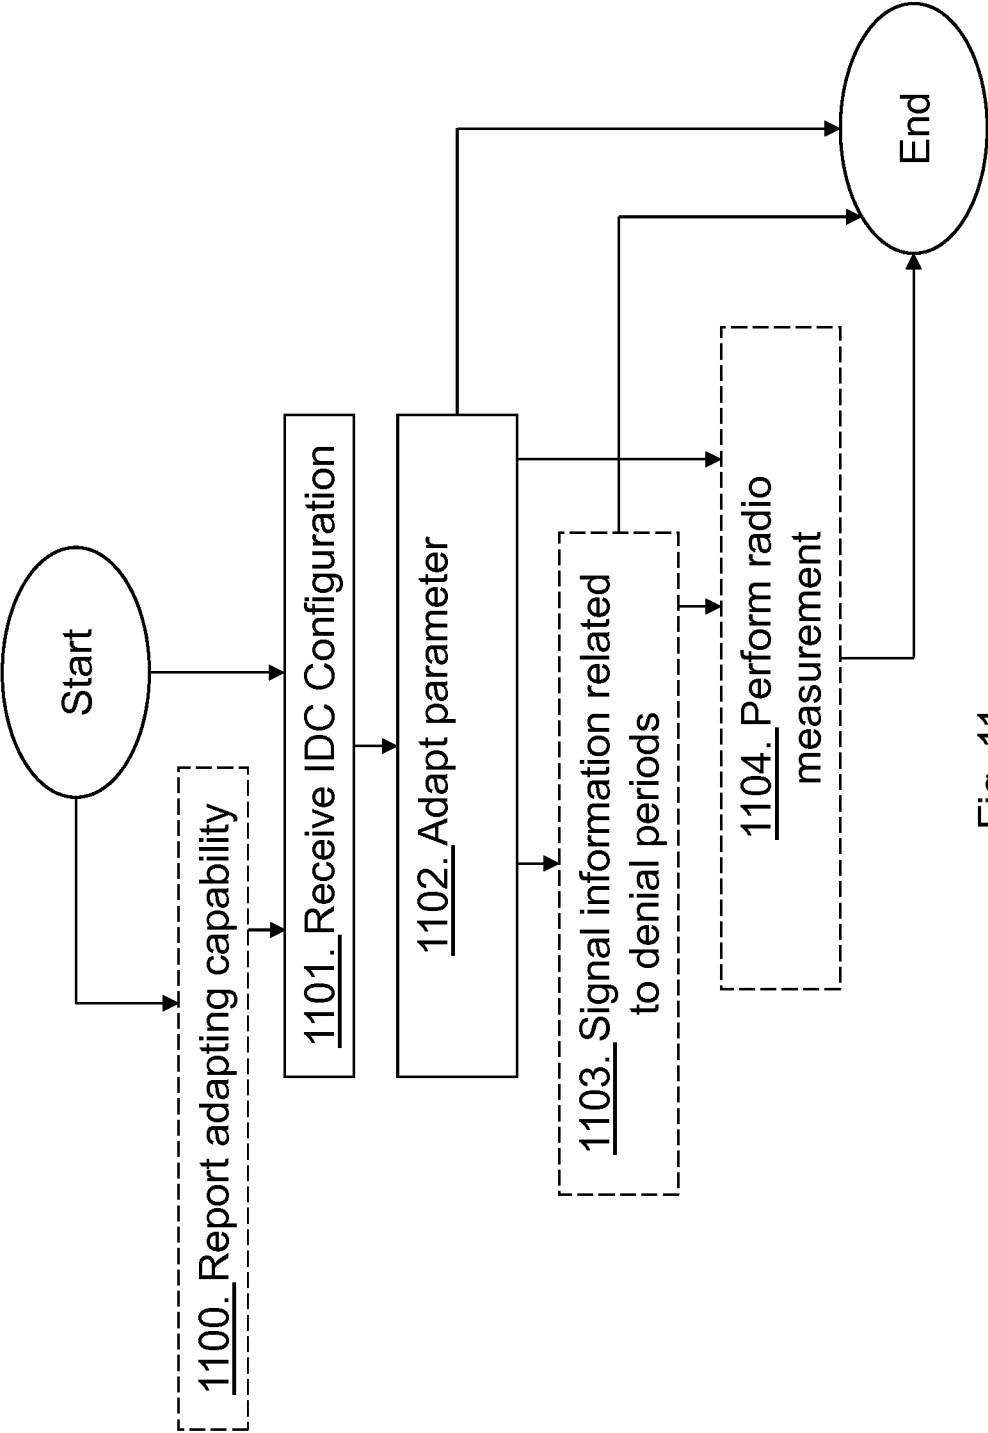 Start
1100. Report adapting capability
1101. Receive IDC Configuration
1102. Adapt parameter
1103. Signal information related
to denial periods
1104. Perform radio
measurement
End